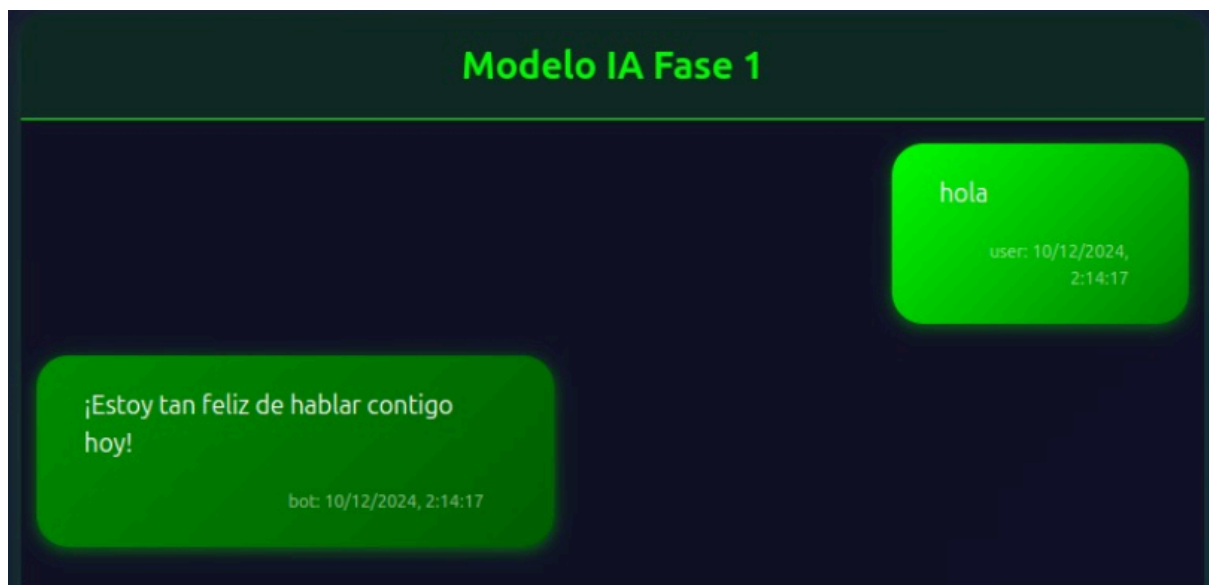 Modelo IA Fase 1
hola
user: 10/12/2024,
2:14:17
¡Estoy tan feliz de hablar contigo
hoy!
bot: 10/12/2024, 2:14:17